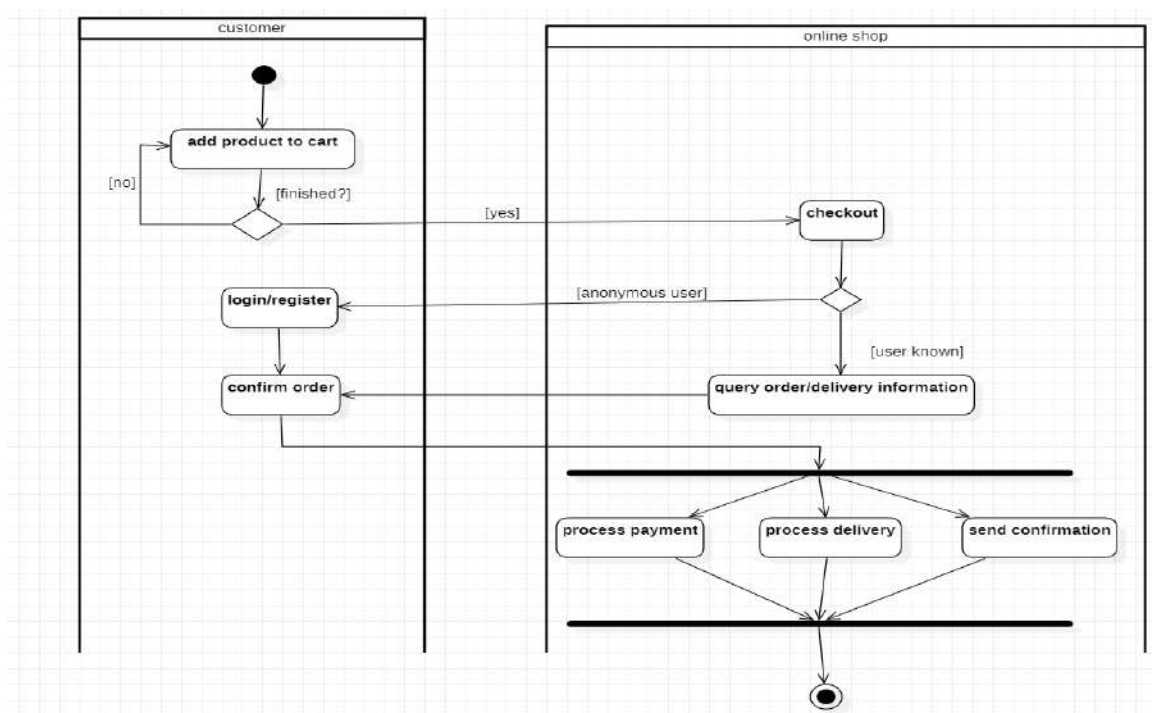 customer
online shop
add product to cart
[no]
[finished?]
[yes]
checkout
[anonymous user]
login/register
[user known]
confirm order
query order/delivery information
process payment
process delivery
send confirmation